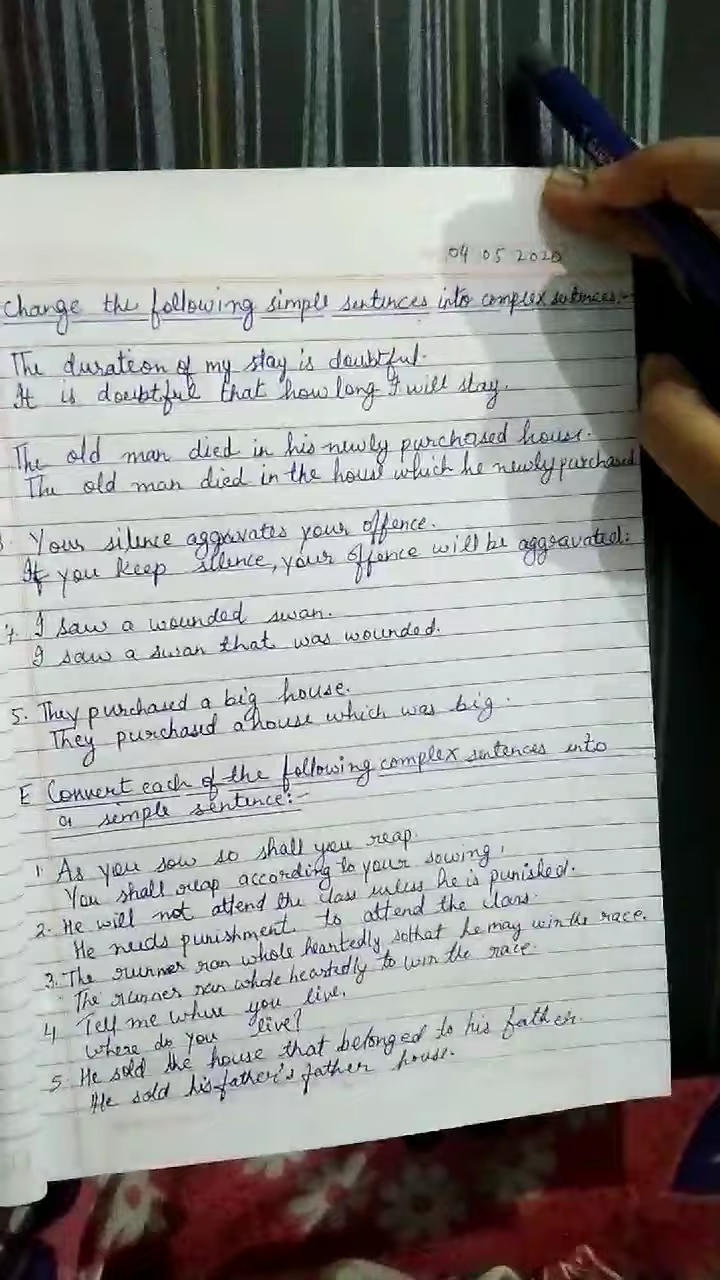 04 05 2020
Change the following simple sentences into complex sentences:-
The duration of my stay is doubtful.
It is doubtful that how long I will stay.
The old man died in his newly purchased house.
The old man died in the house which he newly purchased
3. Your silence aggravates your offence.
If you keep silence, your offence will be aggravated.
4. I saw a wounded swan.
I saw a swan that was wounded.
5. They purchased a big house.
They purchased a house which was big.
E Convert each of the following complex sentences into
a simple sentence:-
1. As you sow so shall you reap.
You shall reap according to your sowing.
2. He will not attend the class unless he is punished.
He needs punishment to attend the class.
3. The runner ran whole heartedly so that he may win the race.
The runner ran whole heartedly to win the race.
4 Tell me where you live.
Where do you live?
5. He sold the house that belonged to his father.
He sold his father's father house.